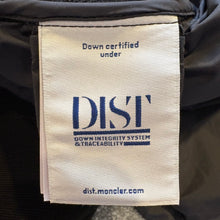 Down certified
under
DIST
DOWN INTEGRITY SYSTEM
& TRACEABILITY
dist.moncler.com